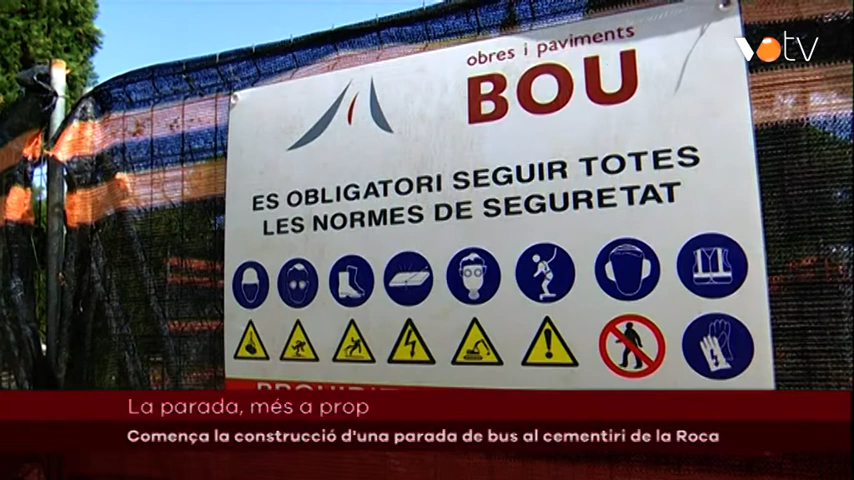 votv
obres i paviments
BOU
ES OBLIGATORI SEGUIR TOTES
LES NORMES DE SEGURETAT
La parada, més a prop
Comença la construcció d'una parada de bus al cementiri de la Roca